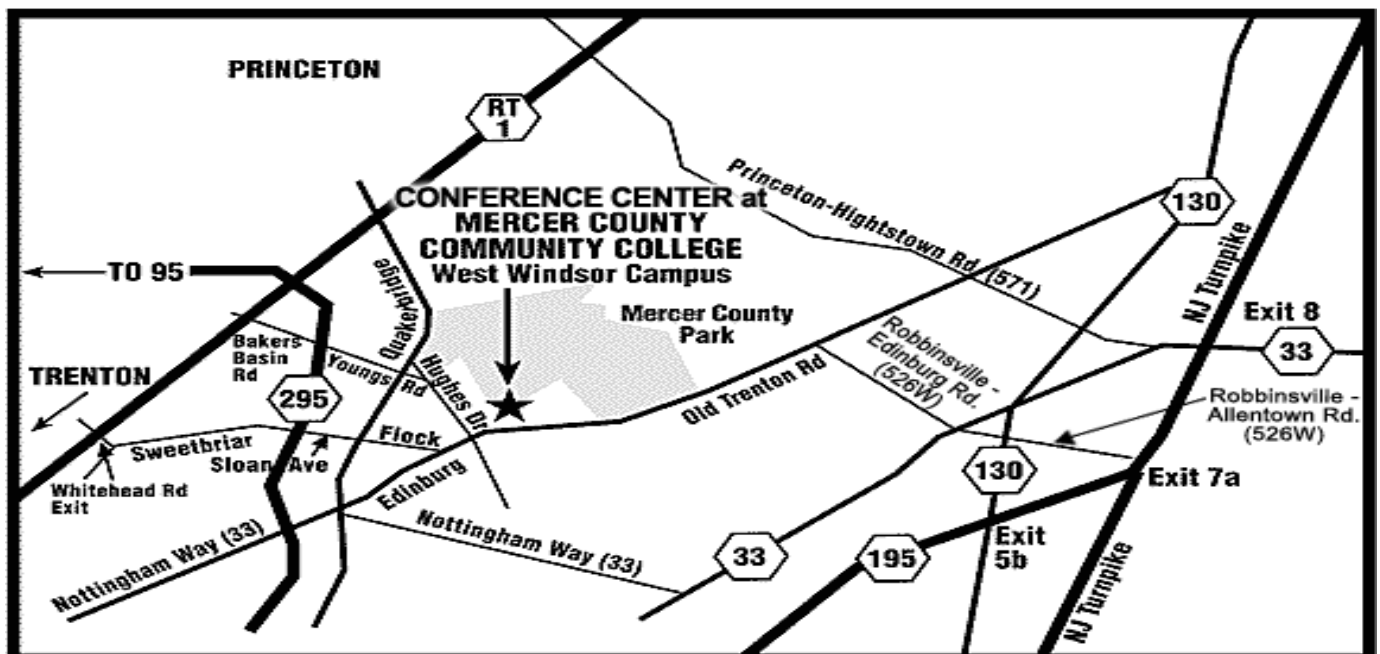 PRINCETON
RT
1
CONFERENCE CENTER at
MERCER COUNTY
COMMUNITY COLLEGE
West Windsor Campus
Princeton-Hightstown Rd. (571)
130
NJ Turnpike
TO 95
Quakerbridge
Mercer County
Park
Exit 8
33
Bakers
Basin
Rd
Youngs Rd
Hughes Dr
Robbinsville -
Edinburg Rd.
(526W)
TRENTON
295
Old Trenton Rd
Robbinsville -
Allentown Rd.
(526W)
Sweetbriar
Sloan Ave
Flock
Edinburg
130
Exit 7a
Whitehead Rd
Exit
Nottingham Way (33)
Nottingham Way (33)
33
195
Exit
5b
NJ Turnpike